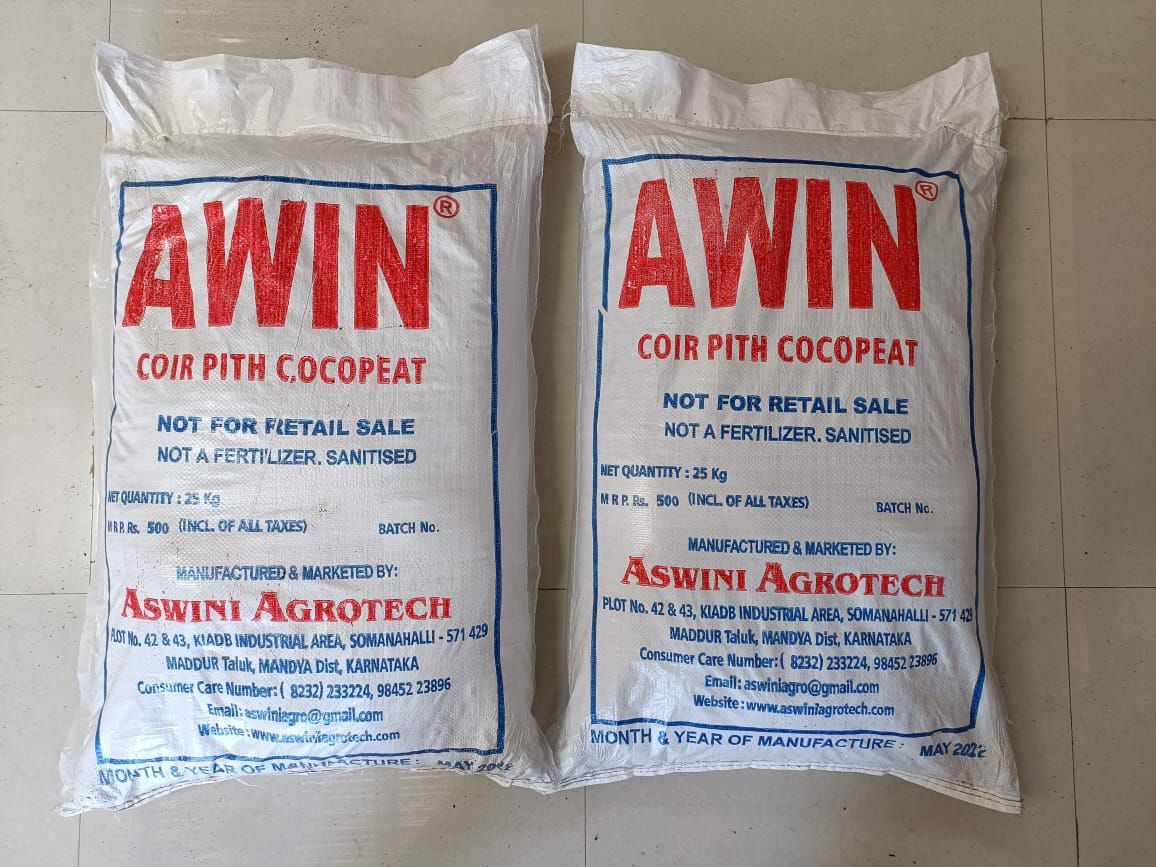 AWIN®
COIR PITH COCOPEAT
NOT FOR RETAIL SALE
NOT A FERTILIZER. SANITISED
NET QUANTITY : 25 Kg
M R P. Rs. 500 (INCL. OF ALL TAXES)
BATCH No.
MANUFACTURED & MARKETED BY:
ASWINI AGROTECH
PLOT No. 42 & 43, KIADB INDUSTRIAL AREA, SOMANAHALLI - 571 429
MADDUR Taluk, MANDYA Dist, KARNATAKA
Consumer Care Number: ( 8232) 233224, 98452 23896
Email: aswiniagro@gmail.com
Website : www.aswiniagrotech.com
MONTH & YEAR OF MANUFACTURE : MAY 2022
AWIN®
COIR PITH COCOPEAT
NOT FOR RETAIL SALE
NOT A FERTILIZER. SANITISED
NET QUANTITY : 25 Kg
M R P. Rs. 500 (INCL. OF ALL TAXES)
BATCH No.
MANUFACTURED & MARKETED BY:
ASWINI AGROTECH
PLOT No. 42 & 43, KIADB INDUSTRIAL AREA, SOMANAHALLI - 571 429
MADDUR Taluk, MANDYA Dist, KARNATAKA
Consumer Care Number: ( 8232) 233224, 98452 23896
Email: aswiniagro@gmail.com
Website : www.aswiniagrotech.com
MONTH & YEAR OF MANUFACTURE : MAY 2022